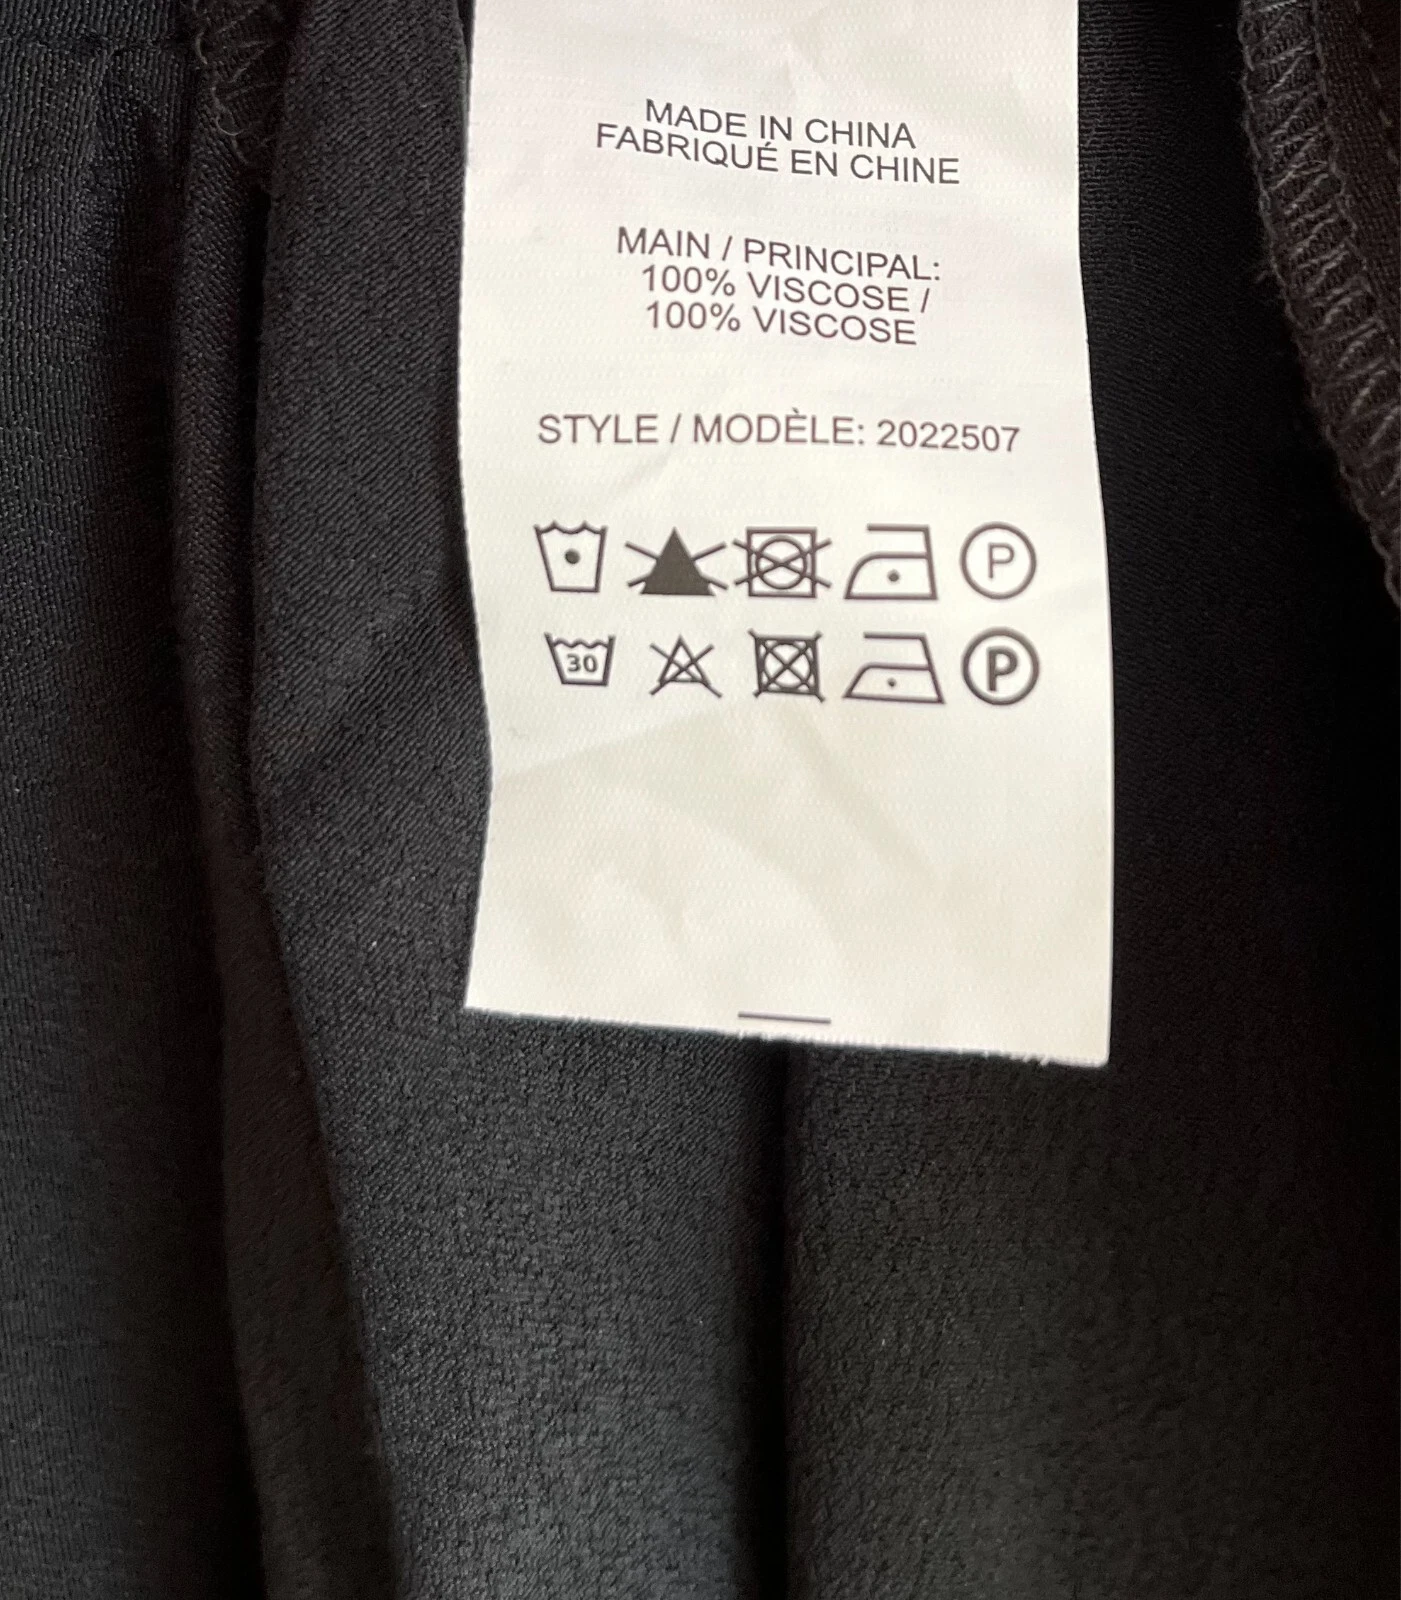 MADE IN CHINA
FABRIQUÉ EN CHINE
MAIN / PRINCIPAL:
100% VISCOSE /
100% VISCOSE
STYLE / MODÈLE: 2022507
P
30 P